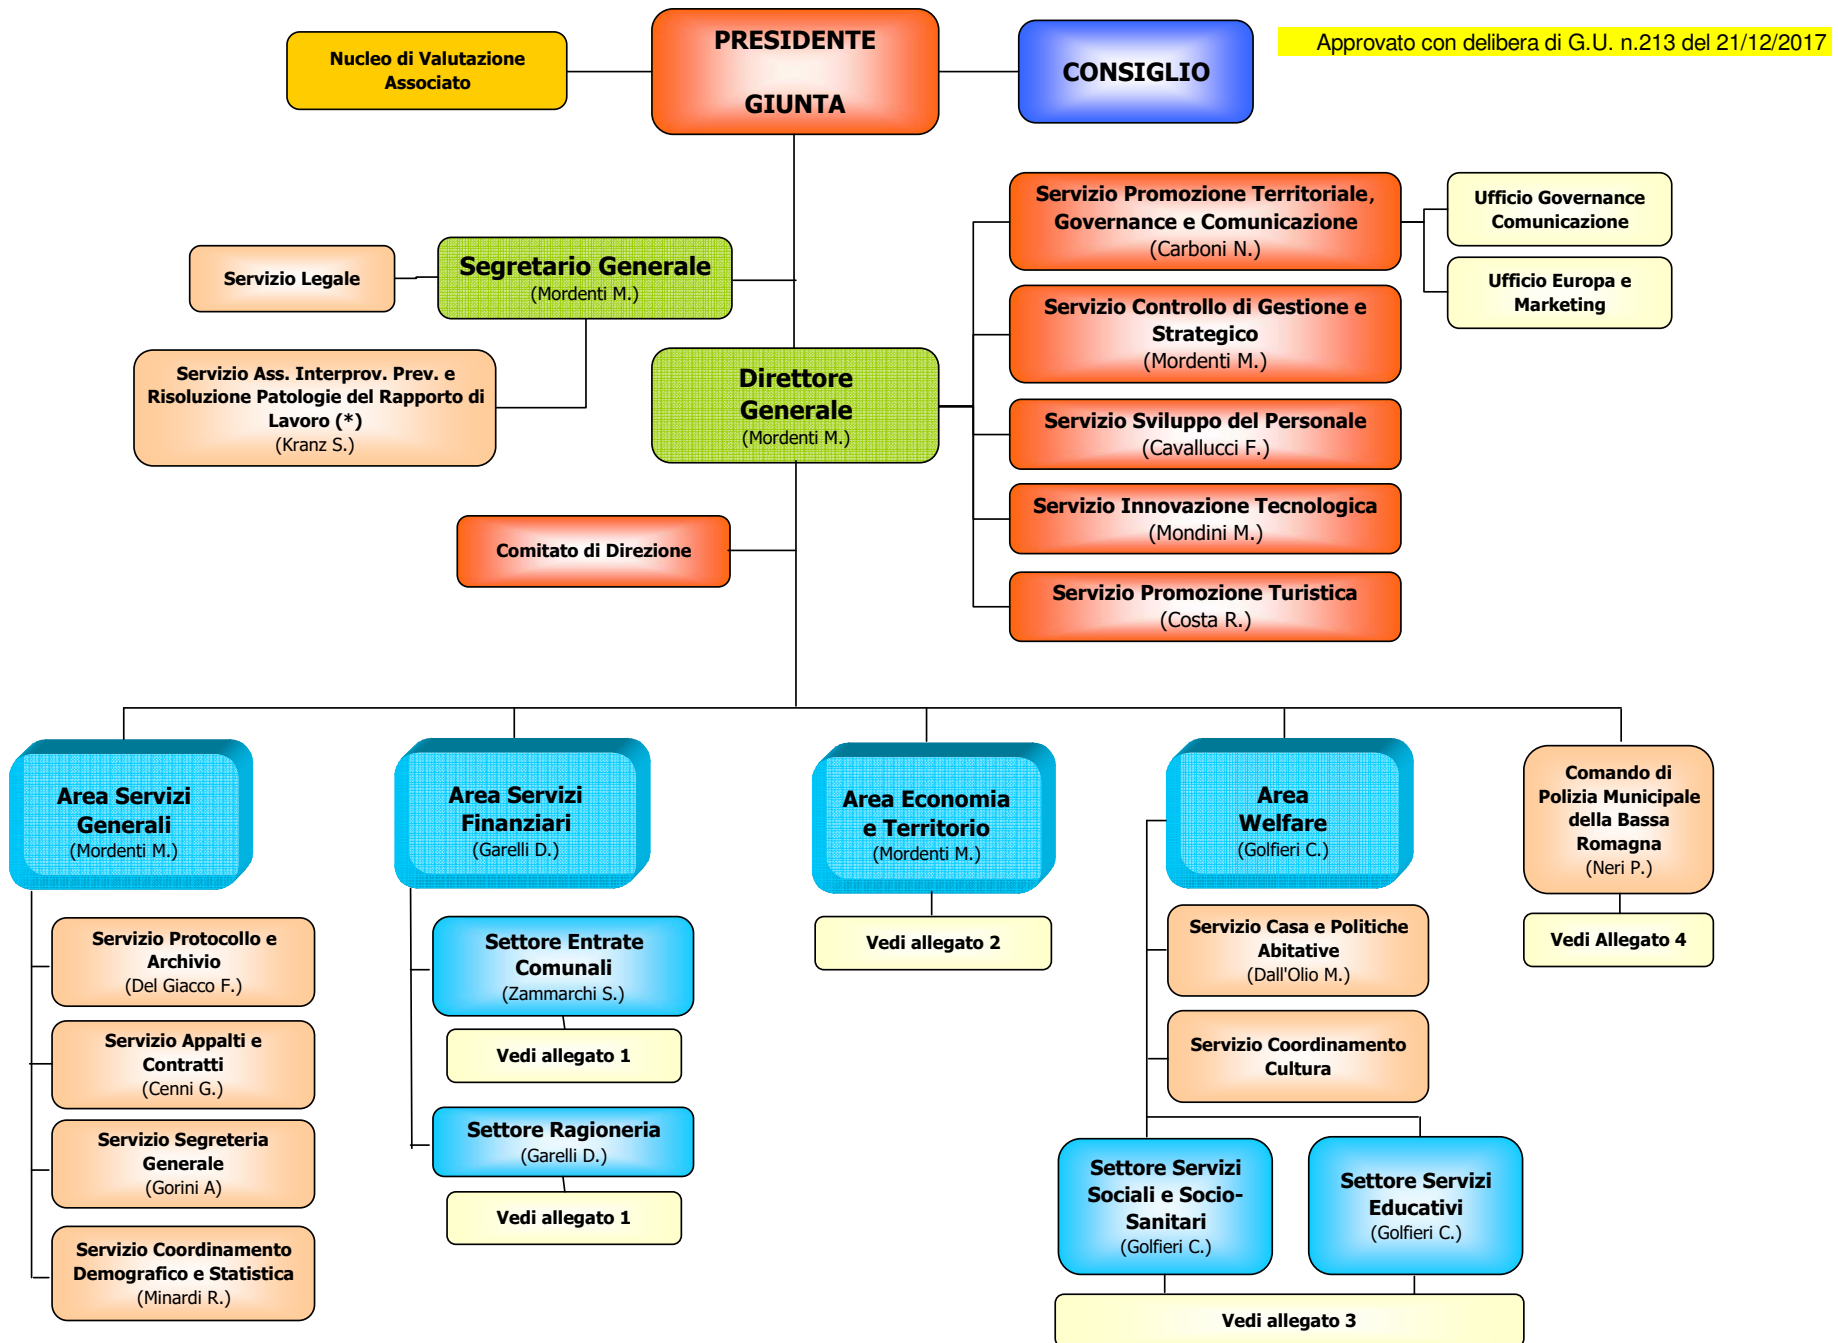 Nucleo di Valutazione
Associato
PRESIDENTE
GIUNTA
CONSIGLIO
Approvato con delibera di G.U. n.213 del 21/12/2017
Servizio Promozione Territoriale,
Governance e Comunicazione
(Carboni N.)
Ufficio Governance
Comunicazione
Ufficio Europa e
Marketing
Servizio Legale
Segretario Generale
(Mordenti M.)
Servizio Controllo di Gestione e
Strategico
(Mordenti M.)
Servizio Ass. Interprov. Prev. e
Risoluzione Patologie del Rapporto di
Lavoro (*)
(Kranz S.)
Direttore
Generale
(Mordenti M.)
Servizio Sviluppo del Personale
(Cavallucci F.)
Servizio Innovazione Tecnologica
(Mondini M.)
Comitato di Direzione
Servizio Promozione Turistica
(Costa R.)
Area Servizi
Generali
(Mordenti M.)
Area Servizi
Finanziari
(Garelli D.)
Area Economia
e Territorio
(Mordenti M.)
Area
Welfare
(Golfieri C.)
Comando di
Polizia Municipale
della Bassa
Romagna
(Neri P.)
Servizio Protocollo e
Archivio
(Del Giacco F.)
Servizio Appalti e
Contratti
(Cenni G.)
Servizio Segreteria
Generale
(Gorini A)
Servizio Coordinamento
Demografico e Statistica
(Minardi R.)
Settore Entrate
Comunali
(Zammarchi S.)
Vedi allegato 1
Settore Ragioneria
(Garelli D.)
Vedi allegato 1
Vedi allegato 2
Servizio Casa e Politiche
Abitative
(Dall'Olio M.)
Servizio Coordinamento
Cultura
Settore Servizi
Sociali e Socio-
Sanitari
(Golfieri C.)
Settore Servizi
Educativi
(Golfieri C.)
Vedi allegato 3
Vedi Allegato 4